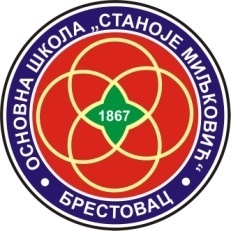 ОСНОВНА ШКОЛА „СТАНОЈЕ МИЉКОВИЋ“
1867
• БРЕСТОВАЦ •